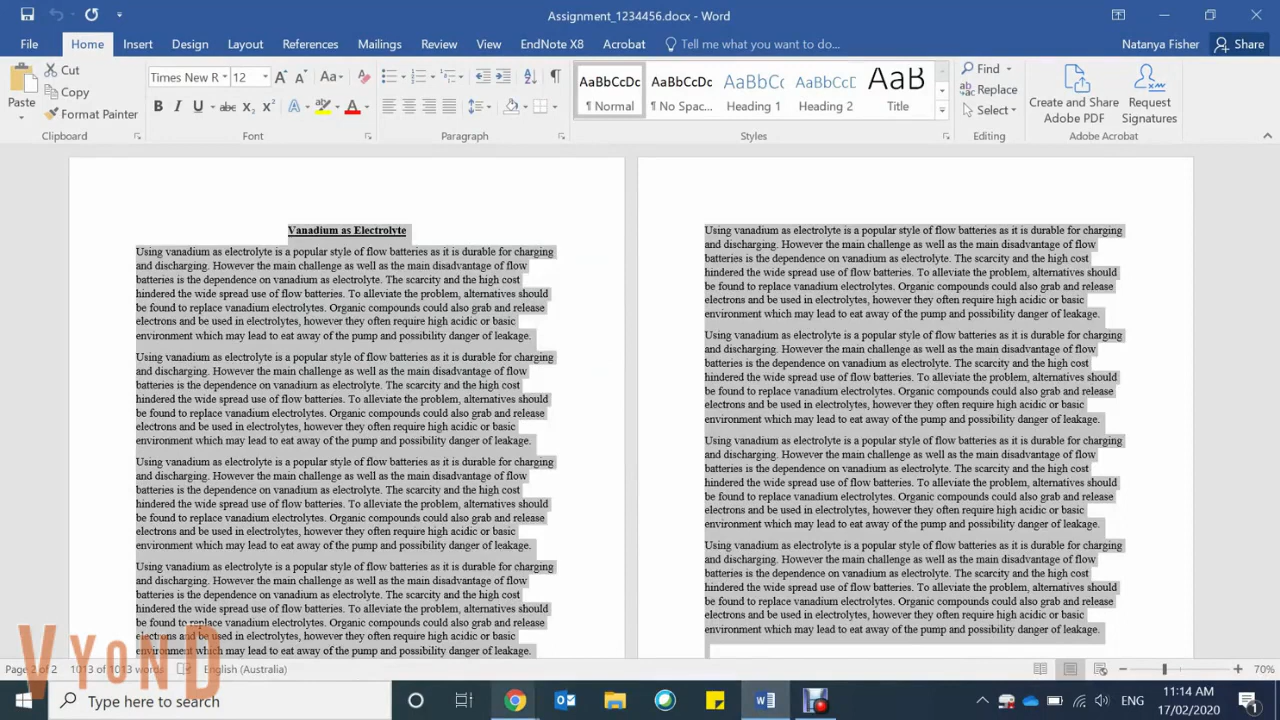 Assignment_1234456.docx - Word
File Home Insert Design Layout References Mailings Review View EndNote X8 Acrobat Tell me what you want to do... Natanya Fisher Share
Paste
Cut
Copy
Format Painter
Clipboard
Times New R 12
Font
Paragraph
AaBbCcDc AaBbCcDc AaBbCc AaBbCcD AaB
¶ Normal ¶ No Spac... Heading 1 Heading 2 Title
Styles
Find
Replace
Select
Editing
Create and Share
Adobe PDF
Request
Signatures
Adobe Acrobat
Vanadium as Electrolyte
Using vanadium as electrolyte is a popular style of flow batteries as it is durable for charging
and discharging. However the main challenge as well as the main disadvantage of flow
batteries is the dependence on vanadium as electrolyte. The scarcity and the high cost
hindered the wide spread use of flow batteries. To alleviate the problem, alternatives should
be found to replace vanadium electrolytes. Organic compounds could also grab and release
electrons and be used in electrolytes, however they often require high acidic or basic
environment which may lead to eat away of the pump and possibility danger of leakage.
Using vanadium as electrolyte is a popular style of flow batteries as it is durable for charging
and discharging. However the main challenge as well as the main disadvantage of flow
batteries is the dependence on vanadium as electrolyte. The scarcity and the high cost
hindered the wide spread use of flow batteries. To alleviate the problem, alternatives should
be found to replace vanadium electrolytes. Organic compounds could also grab and release
electrons and be used in electrolytes, however they often require high acidic or basic
environment which may lead to eat away of the pump and possibility danger of leakage.
Using vanadium as electrolyte is a popular style of flow batteries as it is durable for charging
and discharging. However the main challenge as well as the main disadvantage of flow
batteries is the dependence on vanadium as electrolyte. The scarcity and the high cost
hindered the wide spread use of flow batteries. To alleviate the problem, alternatives should
be found to replace vanadium electrolytes. Organic compounds could also grab and release
electrons and be used in electrolytes, however they often require high acidic or basic
environment which may lead to eat away of the pump and possibility danger of leakage.
Using vanadium as electrolyte is a popular style of flow batteries as it is durable for charging
and discharging. However the main challenge as well as the main disadvantage of flow
batteries is the dependence on vanadium as electrolyte. The scarcity and the high cost
hindered the wide spread use of flow batteries. To alleviate the problem, alternatives should
be found to replace vanadium electrolytes. Organic compounds could also grab and release
electrons and be used in electrolytes, however they often require high acidic or basic
environment which may lead to eat away of the pump and possibility danger of leakage.
Using vanadium as electrolyte is a popular style of flow batteries as it is durable for charging
and discharging. However the main challenge as well as the main disadvantage of flow
batteries is the dependence on vanadium as electrolyte. The scarcity and the high cost
hindered the wide spread use of flow batteries. To alleviate the problem, alternatives should
be found to replace vanadium electrolytes. Organic compounds could also grab and release
electrons and be used in electrolytes, however they often require high acidic or basic
environment which may lead to eat away of the pump and possibility danger of leakage.
Using vanadium as electrolyte is a popular style of flow batteries as it is durable for charging
and discharging. However the main challenge as well as the main disadvantage of flow
batteries is the dependence on vanadium as electrolyte. The scarcity and the high cost
hindered the wide spread use of flow batteries. To alleviate the problem, alternatives should
be found to replace vanadium electrolytes. Organic compounds could also grab and release
electrons and be used in electrolytes, however they often require high acidic or basic
environment which may lead to eat away of the pump and possibility danger of leakage.
Using vanadium as electrolyte is a popular style of flow batteries as it is durable for charging
and discharging. However the main challenge as well as the main disadvantage of flow
batteries is the dependence on vanadium as electrolyte. The scarcity and the high cost
hindered the wide spread use of flow batteries. To alleviate the problem, alternatives should
be found to replace vanadium electrolytes. Organic compounds could also grab and release
electrons and be used in electrolytes, however they often require high acidic or basic
environment which may lead to eat away of the pump and possibility danger of leakage.
Using vanadium as electrolyte is a popular style of flow batteries as it is durable for charging
and discharging. However the main challenge as well as the main disadvantage of flow
batteries is the dependence on vanadium as electrolyte. The scarcity and the high cost
hindered the wide spread use of flow batteries. To alleviate the problem, alternatives should
be found to replace vanadium electrolytes. Organic compounds could also grab and release
electrons and be used in electrolytes, however they often require high acidic or basic
environment which may lead to eat away of the pump and possibility danger of leakage.
VYOND
Page 2 of 2 1013 of 1013 words English (Australia) 70%
Type here to search
ENG
11:14 AM
17/02/2020
1